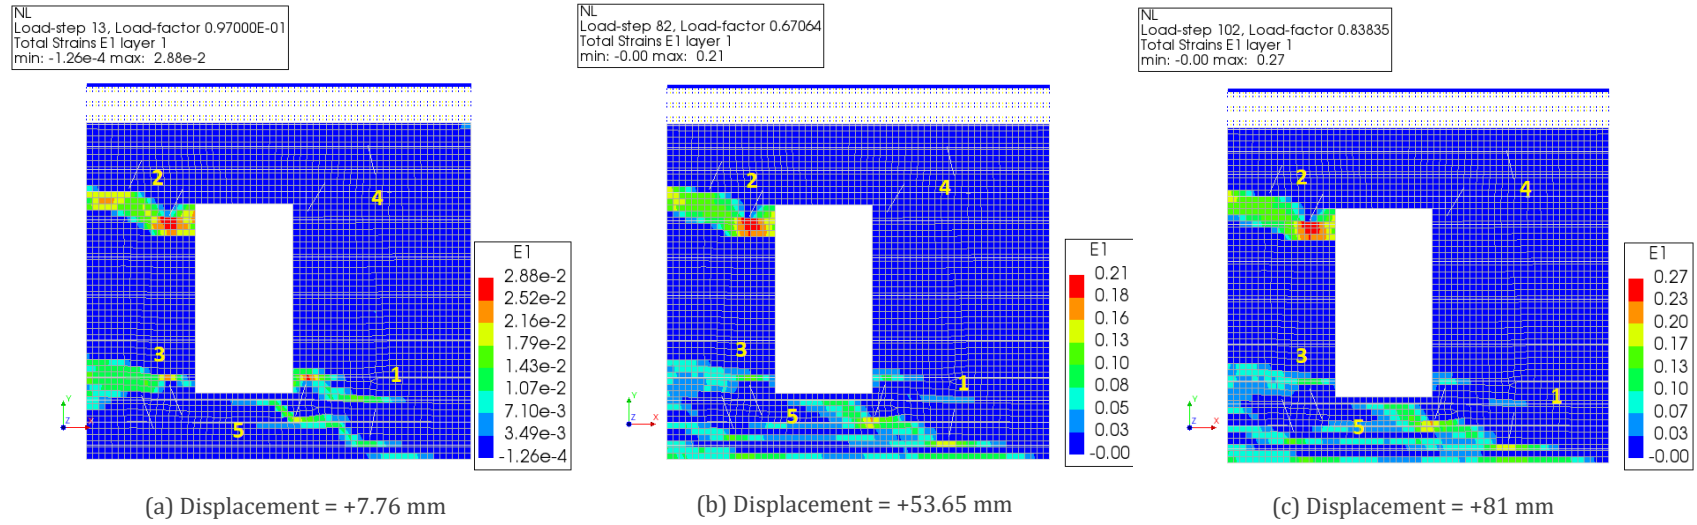 NL
Load-step 13, Load-factor 0.97000E-01
Total Strains E1 layer 1
min: -1.26e-4 max: 2.88e-2
2
4
3
1
5
Y
Z
E1
2.88e-2
2.52e-2
2.16e-2
1.79e-2
1.43e-2
1.07e-2
7.10e-3
3.49e-3
-1.26e-4
(a) Displacement = +7.76 mm
NL
Load-step 82, Load-factor 0.67064
Total Strains E1 layer 1
min: -0.00 max: 0.21
2
4
3
1
5
Y
Z
X
E1
0.21
0.18
0.16
0.13
0.10
0.08
0.05
0.03
-0.00
(b) Displacement = +53.65 mm
NL
Load-step 102, Load-factor 0.83835
Total Strains E1 layer 1
min: -0.00 max: 0.27
2
4
3
1
5
Y
Z
X
E1
0.27
0.23
0.20
0.17
0.13
0.10
0.07
0.03
-0.00
(c) Displacement = +81 mm